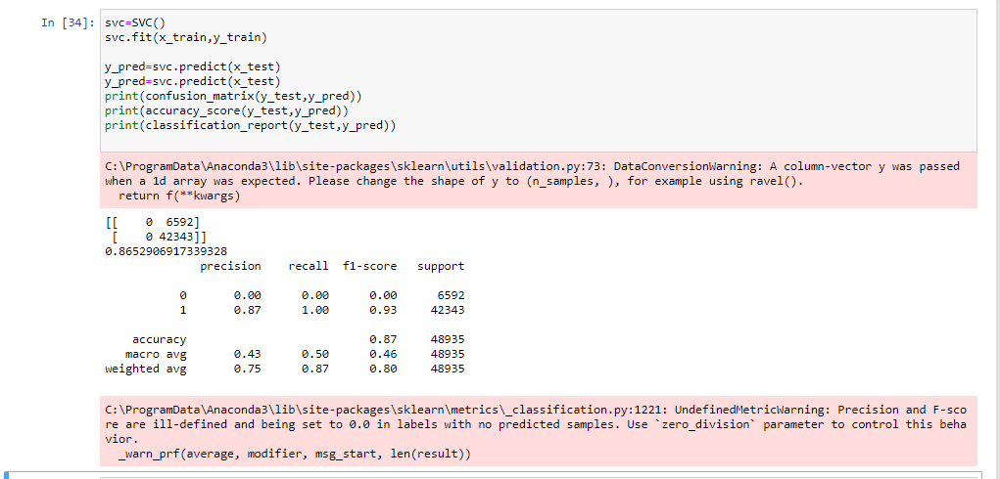 In [34]: svc=SVC()
svc.fit(x_train,y_train)
y_pred=svc.predict(x_test)
y_pred=svc.predict(x_test)
print(confusion_matrix(y_test,y_pred))
print(accuracy_score(y_test,y_pred))
print(classification_report(y_test,y_pred))
C:\ProgramData\Anaconda3\lib\site-packages\sklearn\utils\validation.py:73: DataConversionWarning: A column-vector y was passed
when a 1d array was expected. Please change the shape of y to (n_samples, ), for example using ravel().
return f(**kwargs)
[[    0  6592]
[    0 42343]]
0.8652906917339328
precision    recall  f1-score   support
0       0.00      0.00      0.00      6592
1       0.87      1.00      0.93     42343
accuracy                           0.87     48935
macro avg       0.43      0.50      0.46     48935
weighted avg       0.75      0.87      0.80     48935
C:\ProgramData\Anaconda3\lib\site-packages\sklearn\metrics\_classification.py:1221: UndefinedMetricWarning: Precision and F-sco
re are ill-defined and being set to 0.0 in labels with no predicted samples. Use `zero_division` parameter to control this beha
vior.
_warn_prf(average, modifier, msg_start, len(result))